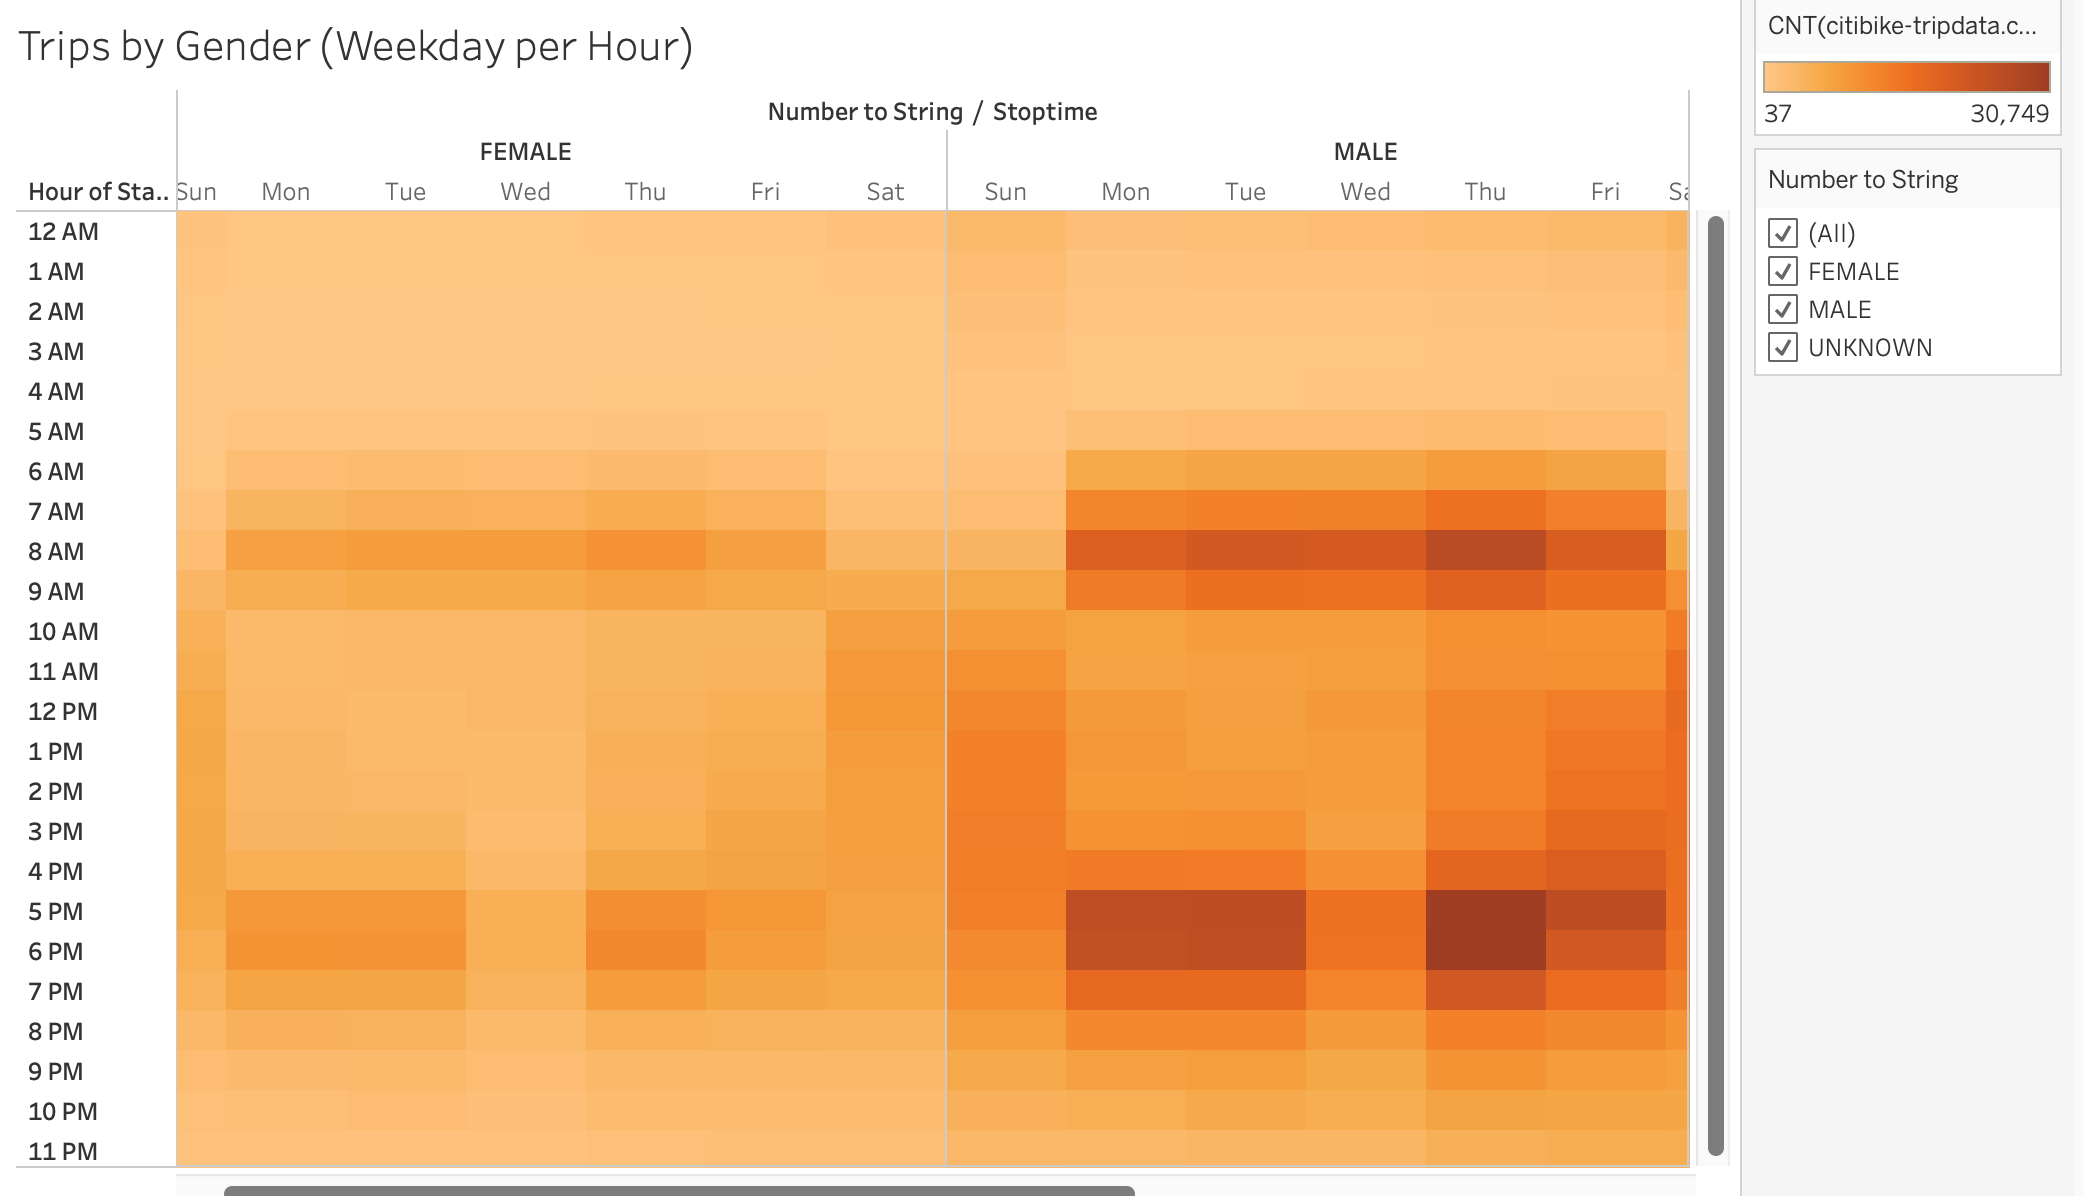 Trips by Gender (Weekday per Hour)
Number to String / Stoptime
FEMALE MALE
Hour of Sta.. Sun Mon Tue Wed Thu Fri Sat Sun Mon Tue Wed Thu Fri Sa
12 AM
1 AM
2 AM
3 AM
4 AM
5 AM
6 AM
7 AM
8 AM
9 AM
10 AM
11 AM
12 PM
1 PM
2 PM
3 PM
4 PM
5 PM
6 PM
7 PM
8 PM
9 PM
10 PM
11 PM
CNT(citibike-tripdata.c...
37 30,749
Number to String
(All)
FEMALE
MALE
UNKNOWN